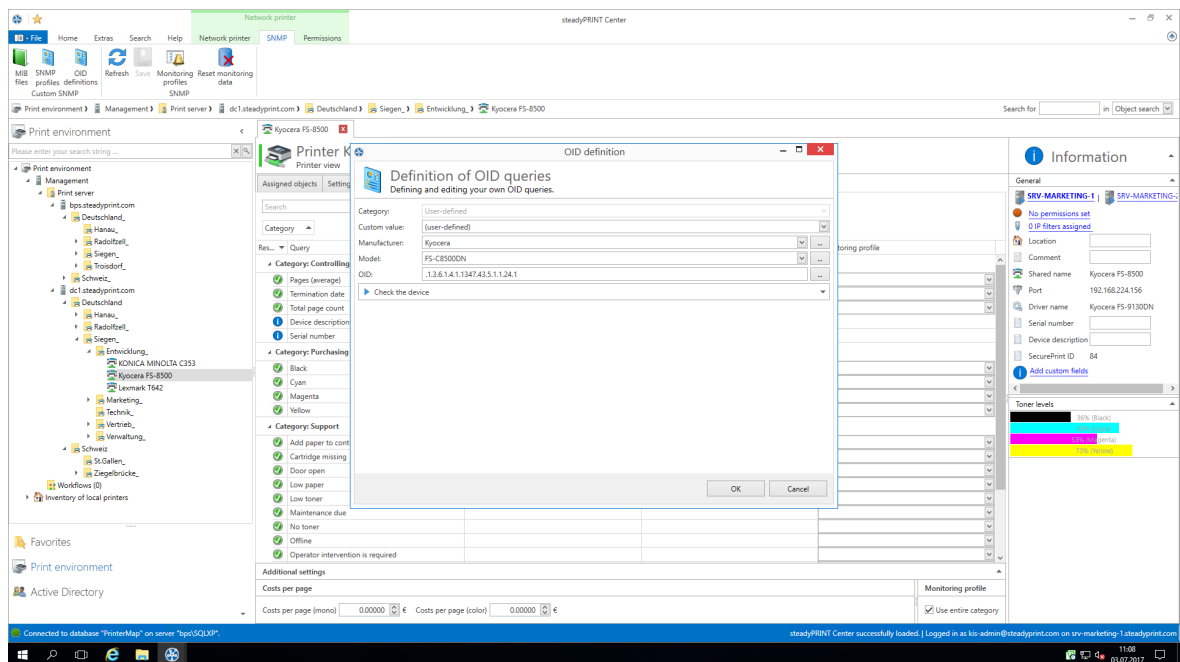 Network printer
steadyPRINT Center
File Home Extras Search Help Network printer SNMP Permissions
MIB files
SNMP profiles
OID definitions
Refresh
Save
Monitoring profiles
Reset monitoring data
Custom SNMP
SNMP
Print environment Management Print server dc1.steadyprint.com Deutschland Siegen_ Entwicklung_ Kyocera FS-8500
Search for in Object search
Print environment
Please enter your search string ...
Print environment
Management
Print server
bps.steadyprint.com
Deutschland_
Hanau_
Radolfzell_
Siegen_
Troisdorf_
Schweiz_
dc1.steadyprint.com
Deutschland
Hanau_
Radolfzell_
Siegen_
Entwicklung_
KONICA MINOLTA C353
Kyocera FS-8500
Lexmark T642
Marketing_
Technik_
Vertrieb_
Verwaltung_
Schweiz
St.Gallen_
Ziegelbrücke_
Workflows (0)
Inventory of local printers
Favorites
Print environment
Active Directory
Kyocera FS-8500
Printer K
Printer view
Assigned objects Setting
Search
Category
Res... Query
toring profile
Category: Controlling
Pages (average)
Termination date
Total page count
Device description
Serial number
Category: Purchasing
Black
Cyan
Magenta
Yellow
Category: Support
Add paper to cont
Cartridge missing
Door open
Low paper
Low toner
Maintenance due
No toner
Offline
Operator intervention is required
Additional settings
Costs per page
Monitoring profile
Costs per page (mono) 0.00000 € Costs per page (color) 0.00000 €
Use entire category
OID definition
Definition of OID queries
Defining and editing your own OID queries.
Category: User-defined
Custom value: (user-defined)
Manufacturer: Kyocera ...
Model: FS-C8500DN ...
OID: .1.3.6.1.4.1.1347.43.5.1.1.24.1 ...
Check the device
OK Cancel
Information
General
SRV-MARKETING-1 | SRV-MARKETING-2
No permissions set
0 IP filters assigned
Location
Comment
Shared name Kyocera FS-8500
Port 192.168.224.156
Driver name Kyocera FS-9130DN
Serial number
Device description
SecurePrint ID 84
Add custom fields
Toner levels
36% (Black)
53% (Magenta)
73% (Yellow)
Connected to database "PrinterMap" on server "bps\SQLXP".
steadyPRINT Center successfully loaded. | Logged in as kis-admin@steadyprint.com on srv-marketing-1.steadyprint.com
11:08
03.07.2017